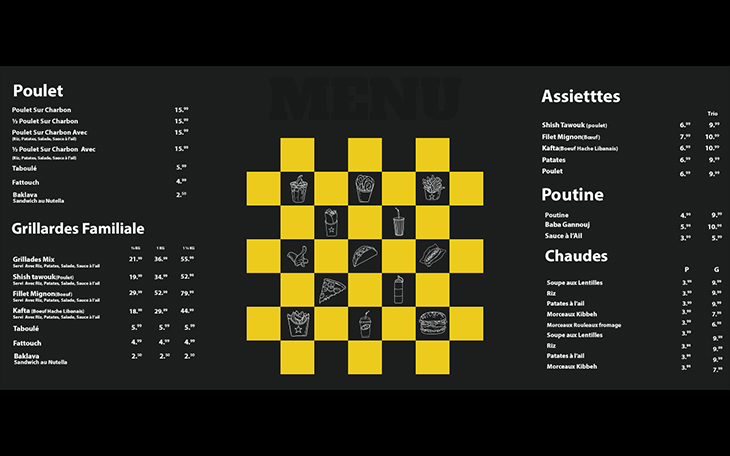 MENU
Poulet
Poulet Sur Charbon 15.99
½ Poulet Sur Charbon 15.99
Poulet Sur Charbon Avec 15.99
(Riz, Patates, Salade, Sauce à l'ail)
½ Poulet Sur Charbon Avec 15.99
(Riz, Patates, Salade, Sauce à l'ail)
Taboulé 5.99
Fattouch 4.99
Baklava 2.50
Sandwich au Nutella
Grillardes Familiale
½ KG 1 KG 1 ½ KG
Grillades Mix 21.99 36.99 55.99
Servi Avec Riz, Patates, Salade, Sauce à l'ail
Shish tawouk(Poulet) 19.99 34.99 52.99
Servi Avec Riz, Patates, Salade, Sauce à l'ail
Fillet Mignon(Boeuf) 29.99 52.99 79.99
Servi Avec Riz, Patates, Salade, Sauce à l'ail
Kafta (Boeuf Hache Libanais) 18.99 29.99 44.99
Servi Avec Riz, Patates, Salade, Sauce à l'ail
Taboulé 5.99 5.99 5.99
Fattouch 4.99 4.99 4.99
Baklava 2.50 2.50 2.50
Sandwich au Nutella
Assietttes
Trio
Shish Tawouk (poulet) 6.99 9.99
Filet Mignon(Bœuf) 7.99 10.99
Kafta(Boeuf Hache Libanais) 6.99 10.99
Patates 6.99 9.99
Poulet 6.99 9.99
Poutine
Poutine 4.99 9.99
Baba Gannouj 5.99 10.99
Sauce à l'Ail 3.99 5.99
Chaudes
P G
Soupe aux Lentilles 3.99 9.99
Riz 3.99 9.99
Patates à l'ail 3.99 9.99
Morceaux Kibbeh 3.99 7.99
Morceaux Rouleaux fromage 3.99 6.99
Soupe aux Lentilles 3.99 9.99
Riz 3.99 9.99
Patates à l'ail 3.99 9.99
Morceaux Kibbeh 3.99 7.99